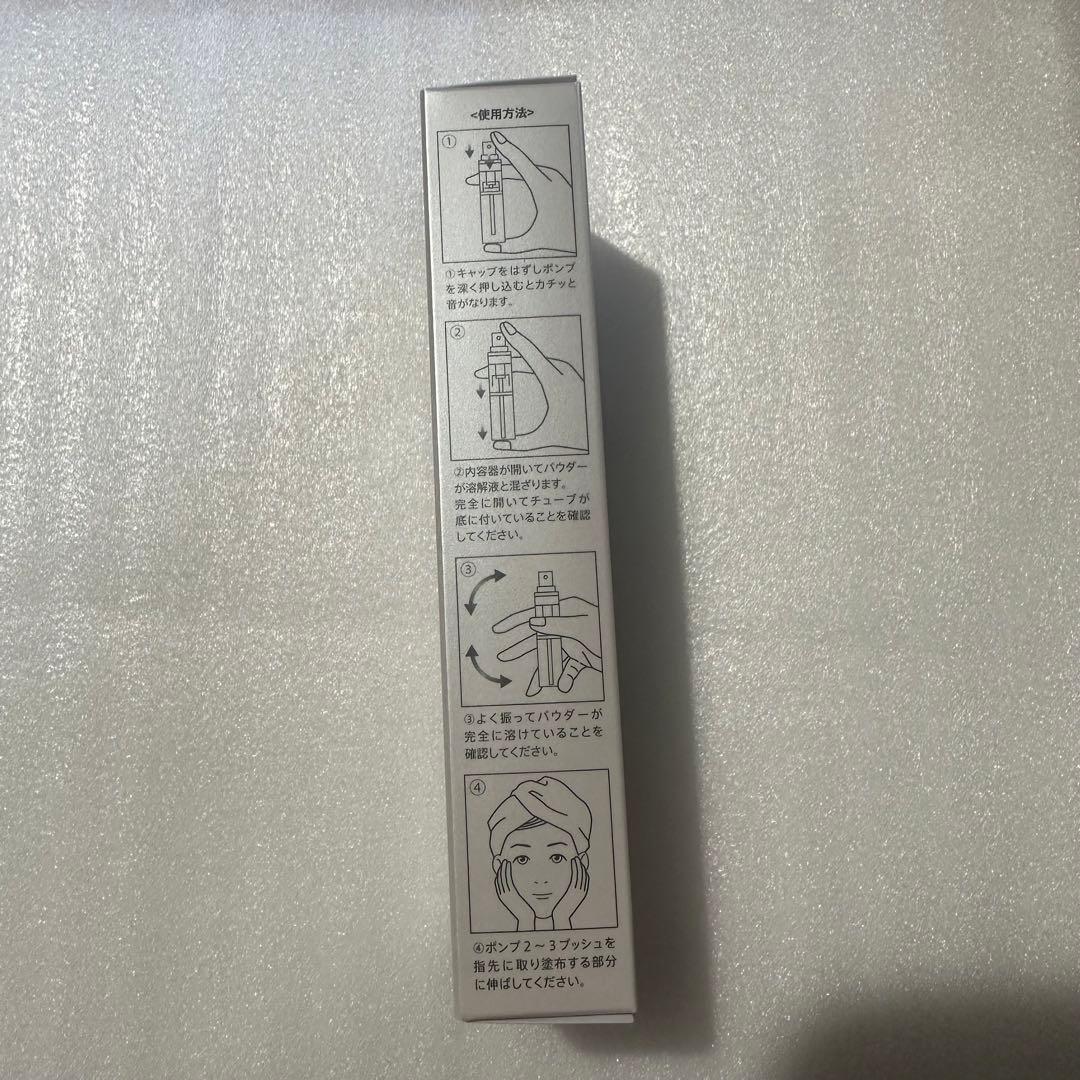 <使用方法>
①
①キャップをはずしポンプ
を深く押し込むとカチッと
音がなります。
②
②内容器が開いてパウダー
が溶解液と混ざります。
完全に開いてチューブが
底に付いていることを確認
してください。
③
③よく振ってパウダーが
完全に溶けていることを
確認してください。
④
④ポンプ2～3プッシュを
指先に取り塗布する部分
に伸ばしてください。